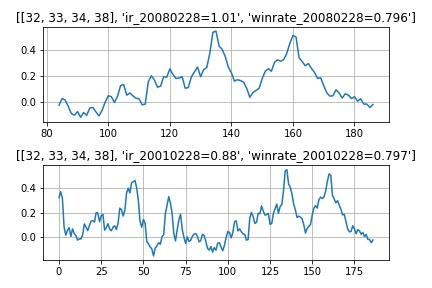 [[32, 33, 34, 38], 'ir_20080228=1.01', 'winrate_20080228=0.796']
0.4
0.2
0.0
80 100 120 140 160 180
[[32, 33, 34, 38], 'ir_20010228=0.88', 'winrate_20010228=0.797']
0.4
0.2
0.0
0 25 50 75 100 125 150 175